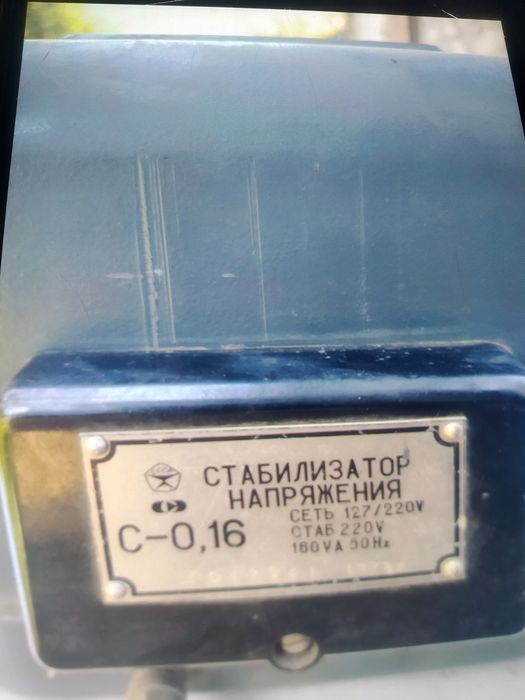 СТАБИЛИЗАТОР
НАПРЯЖЕНИЯ
С-0,16
СЕТЬ 127/220V
СТАБ 220V
160VA 50Hz